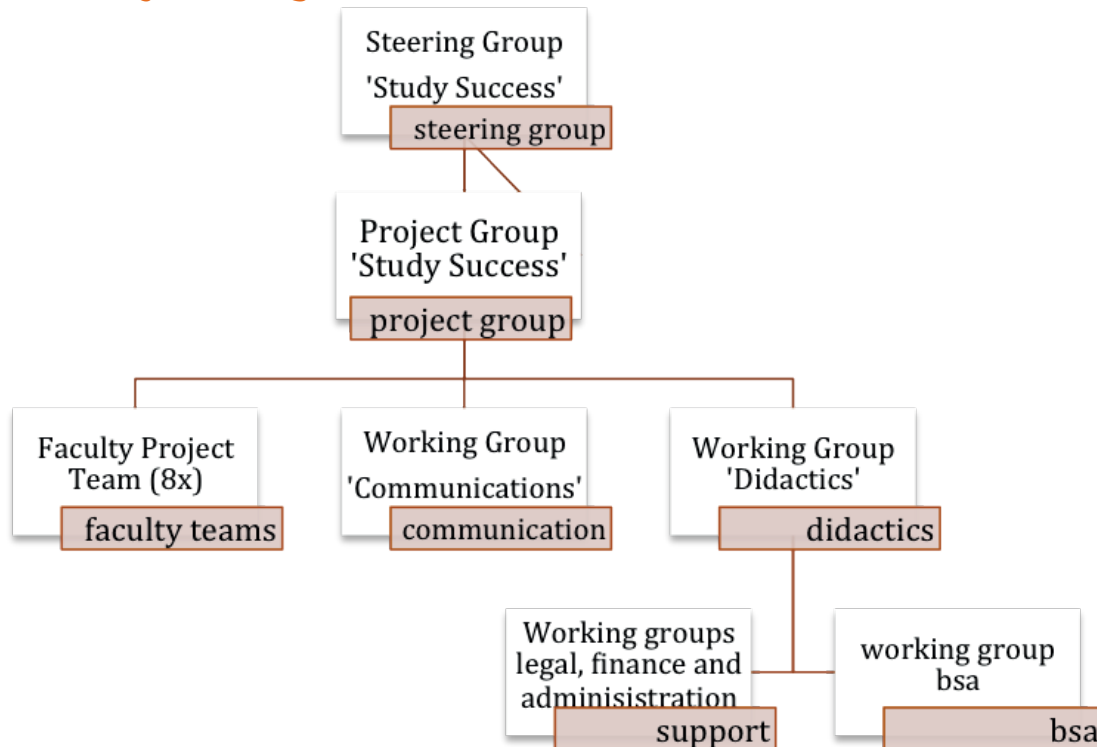 Steering Group
'Study Success'
steering group
Project Group
'Study Success'
project group
Faculty Project
Team (8x)
faculty teams
Working Group
'Communications'
communication
Working Group
'Didactics'
didactics
Working groups
legal, finance and
adminisistration
support
working group
bsa
bsa